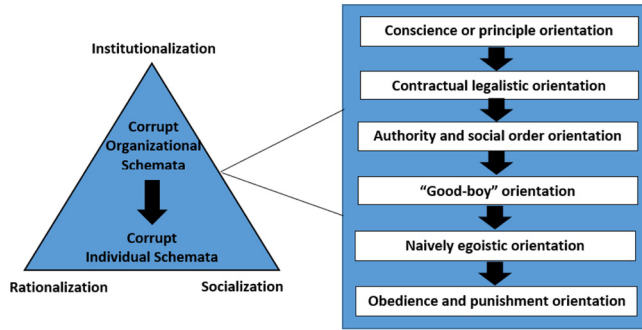 Institutionalization
Corrupt
Organizational
Schemata
Corrupt
Individual Schemata
Rationalization
Socialization
Conscience or principle orientation
Contractual legalistic orientation
Authority and social order orientation
“Good-boy” orientation
Naively egoistic orientation
Obedience and punishment orientation